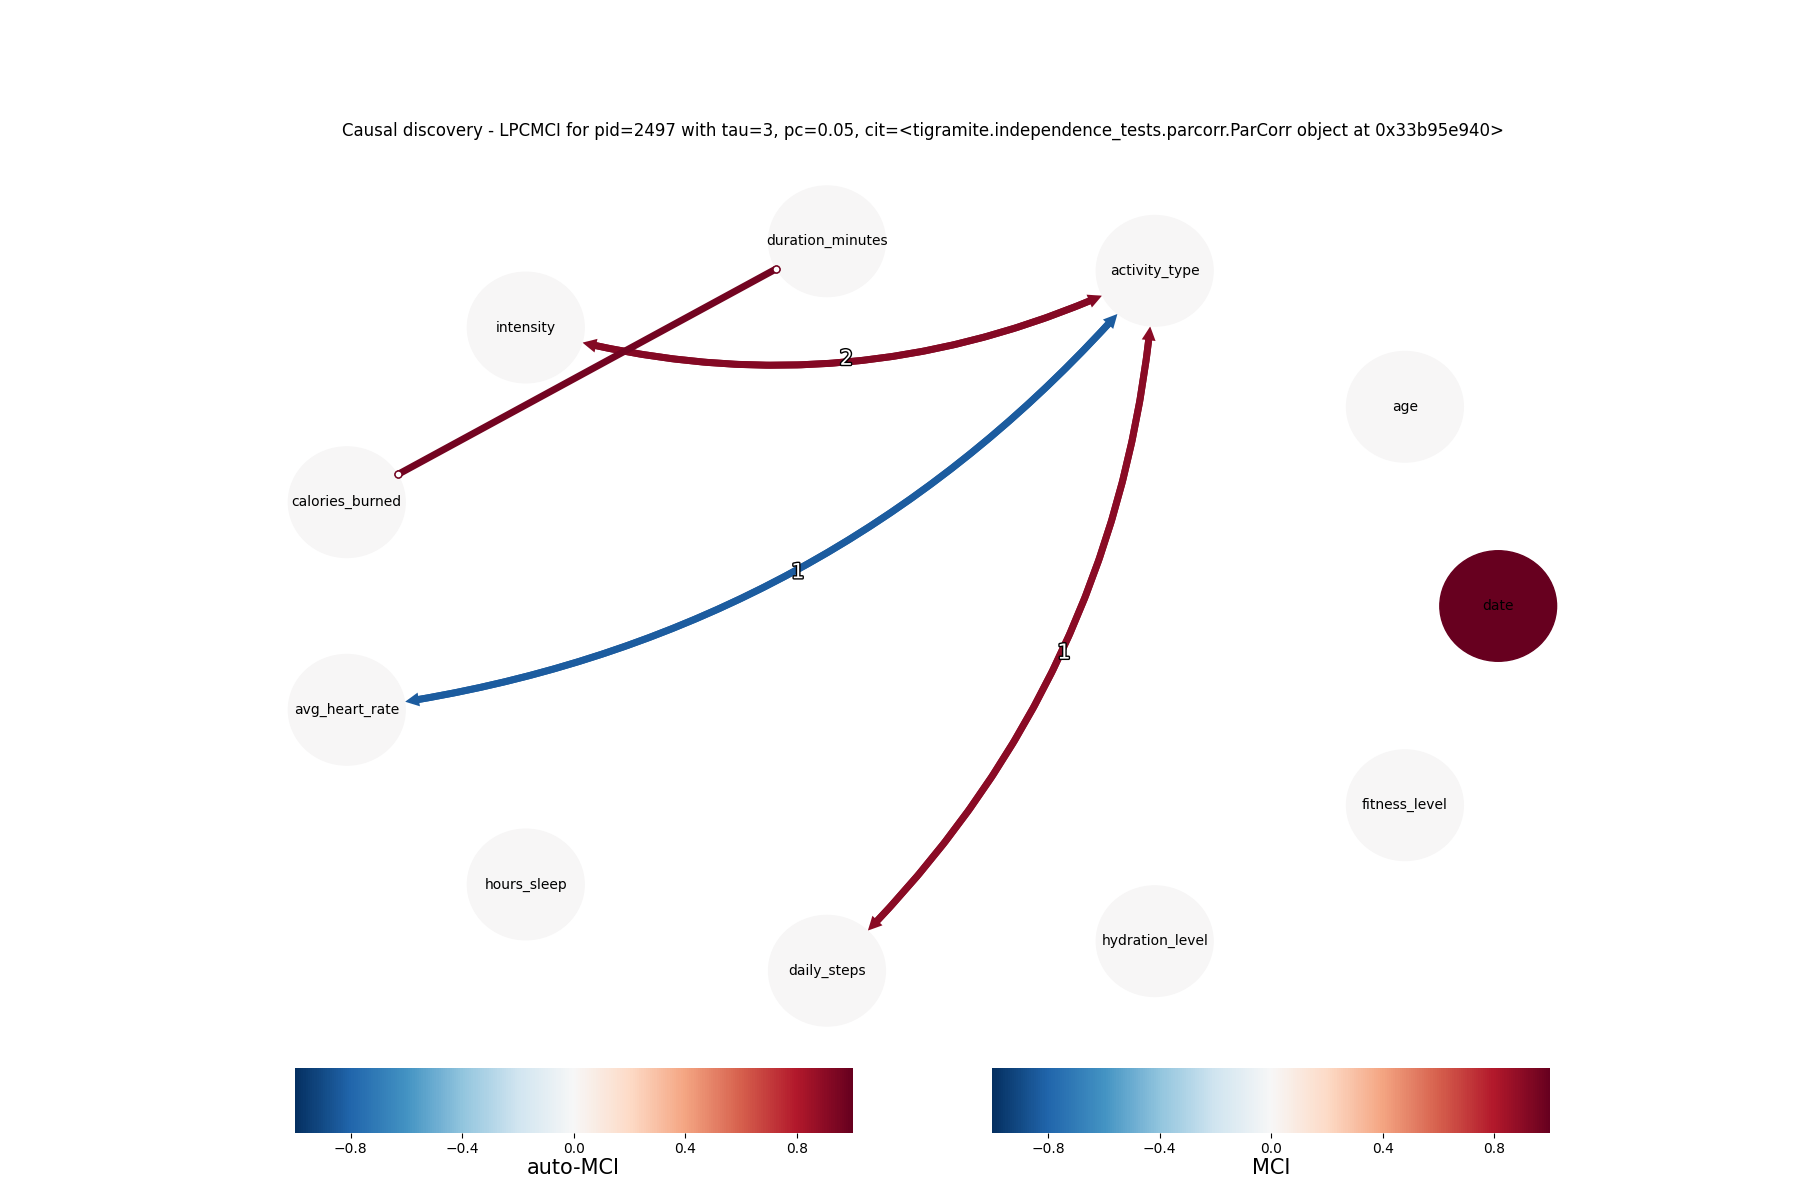 Causal discovery - LPCMCI for pid=2497 with tau=3, pc=0.05, cit=<tigramite.independence_tests.parcorr.ParCorr object at 0x33b95e940>
duration_minutes
activity_type
intensity
2
age
calories_burned
1
date
1
avg_heart_rate
fitness_level
hours_sleep
hydration_level
daily_steps
−0.8 −0.4 0.0 0.4 0.8
auto-MCI
−0.8 −0.4 0.0 0.4 0.8
MCI